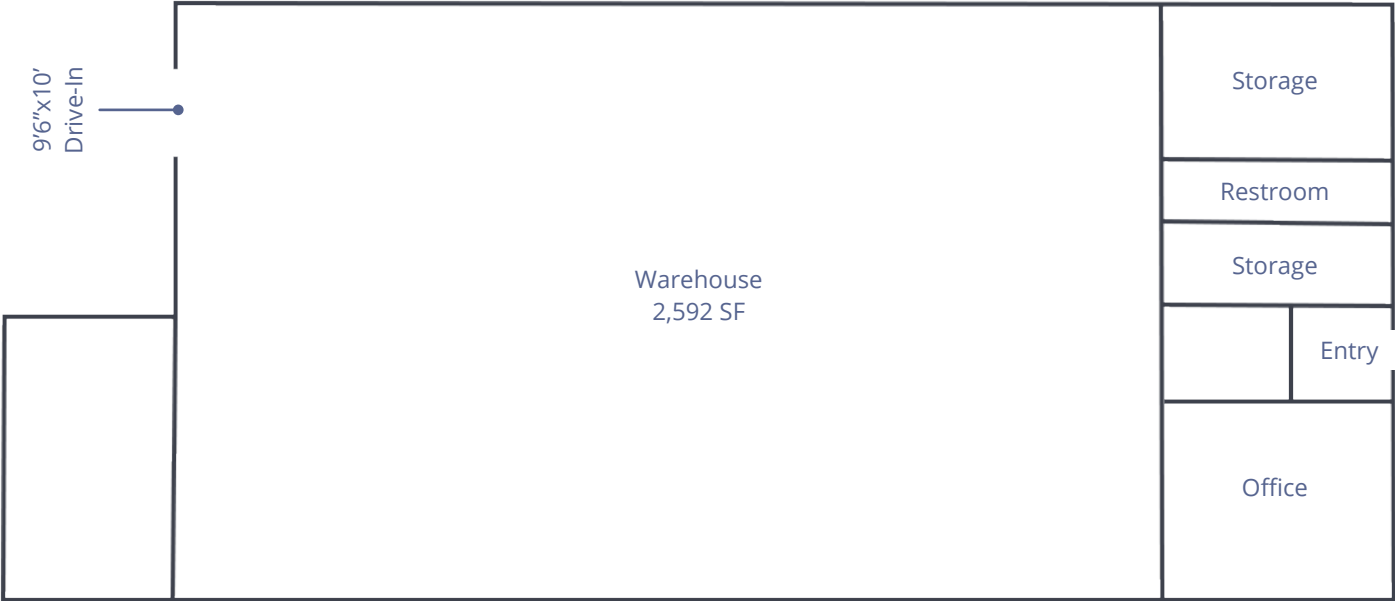 9’6”x10’
Drive-In
Storage
Restroom
Warehouse
2,592 SF
Storage
Entry
Office